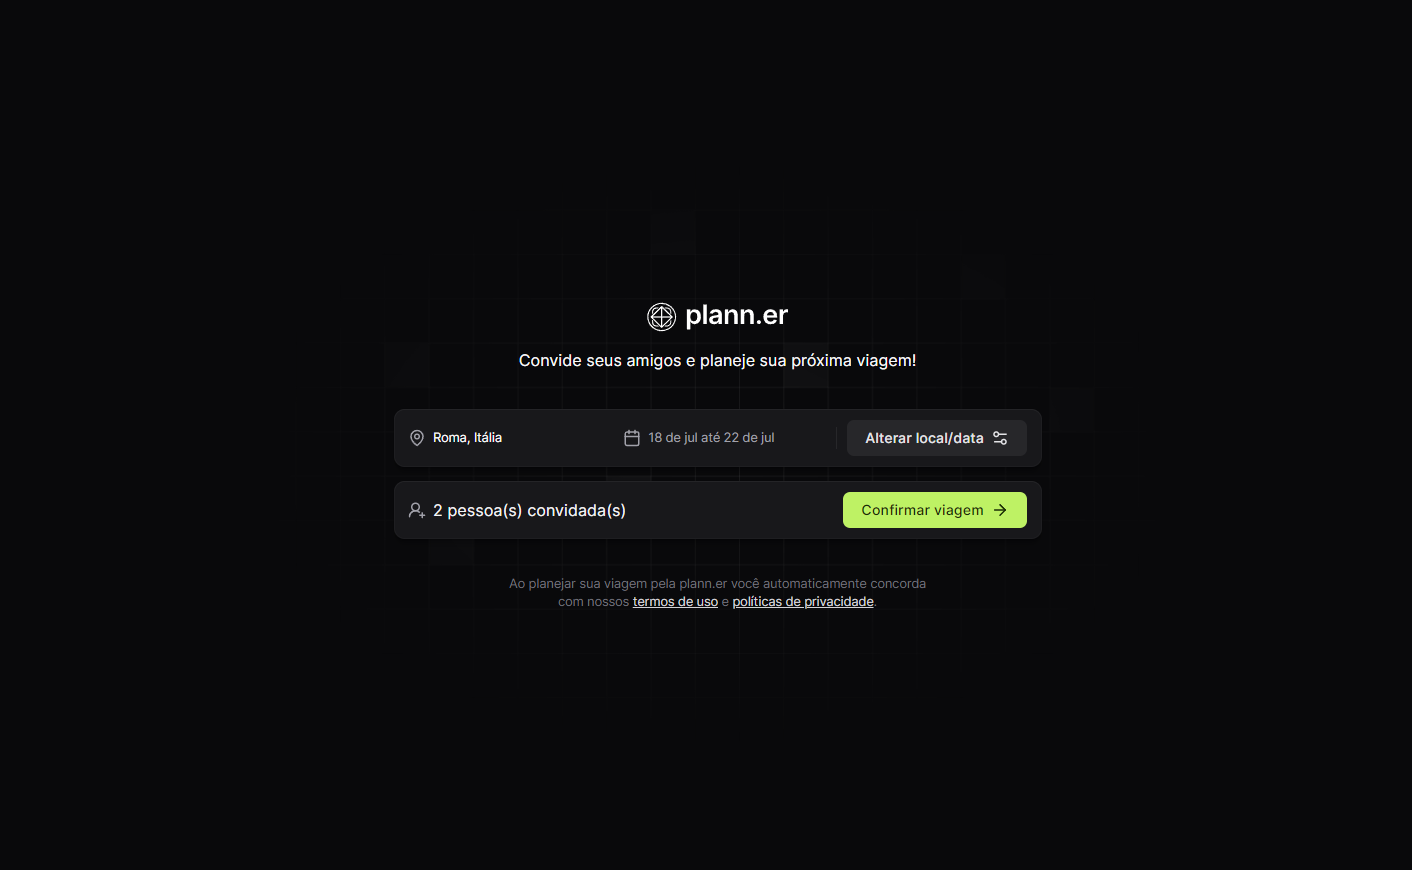 plann.er
Convide seus amigos e planeje sua próxima viagem!
Roma, Itália
18 de jul até 22 de jul
Alterar local/data
2 pessoa(s) convidada(s)
Confirmar viagem
Ao planejar sua viagem pela plann.er você automaticamente concorda
com nossos termos de uso e políticas de privacidade.